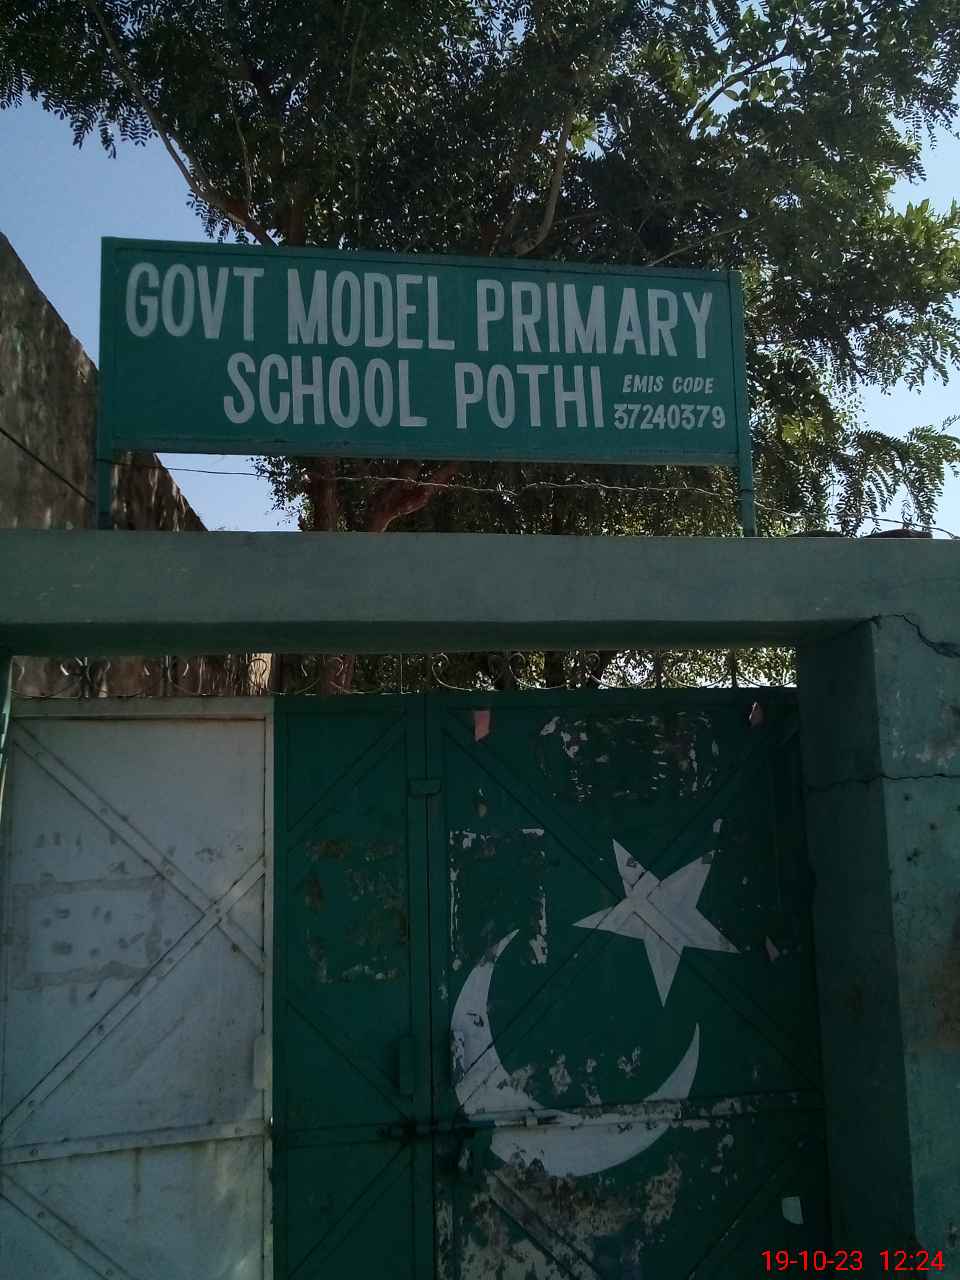 GOVT MODEL PRIMARY
SCHOOL POTHI EMIS CODE
37240379
19-10-23 12:24